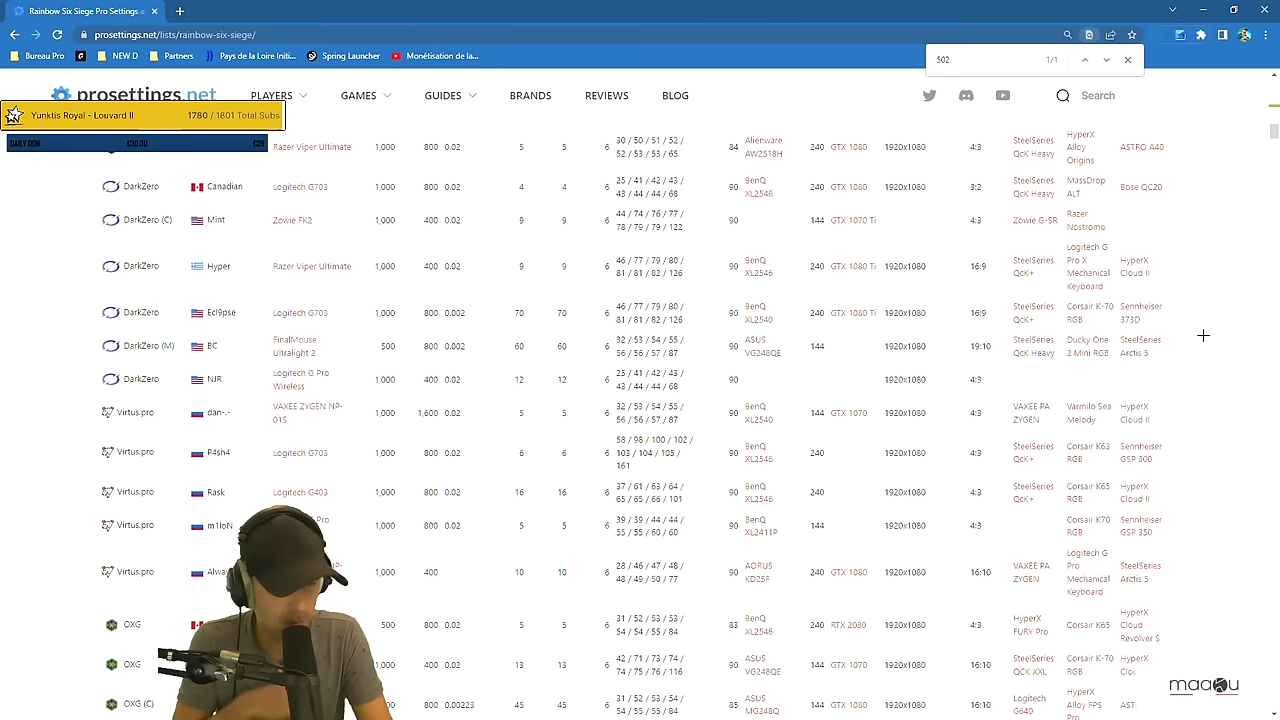 Rainbow Six Siege Pro Settings a
prosettings.net/lists/rainbow-six-siege/
Bureau Pro NEW D Partners Pays de la Loire Initi... Spring Launcher Monétisation de la...
502 1/1
prosettings.net PLAYERS GAMES GUIDES BRANDS REVIEWS BLOG Search
Yunktis Royal - Louvard II 1780 / 1801 Total Subs
DAILY DON €30,00 €29
Razer Viper Ultimate 1,000 800 0.02 5 5 6 30 / 50 / 51 / 52 / 84 Alienware 240 GTX 1080 1920x1080 4:3 SteelSeries HyperX ASTRO A40
52 / 53 / 53 / 65 AW2518H QcK Heavy Alloy
Origins
DarkZero Canadian Logitech G703 1,000 800 0.02 4 4 6 25 / 41 / 42 / 43 / 90 BenQ 240 GTX 1080 1920x1080 3:2 SteelSeries MassDrop Bose QC20
43 / 44 / 44 / 68 XL2546 QcK Heavy ALT
DarkZero (C) Mint Zowie FK2 1,000 400 0.02 9 9 6 44 / 74 / 76 / 77 / 90 144 GTX 1070 Ti 1920x1080 4:3 Zowie G-SR Razer
78 / 79 / 79 / 122 Nostromo
DarkZero Hyper Razer Viper Ultimate 1,000 400 0.02 9 9 6 46 / 77 / 79 / 80 / 90 BenQ 240 GTX 1080 Ti 1920x1080 16:9 SteelSeries Logitech G HyperX
81 / 81 / 82 / 126 XL2546 QcK+ Pro X Cloud II
Mechanical
Keyboard
DarkZero Ecl9pse Logitech G703 1,000 800 0.002 70 70 6 46 / 77 / 79 / 80 / 90 BenQ 240 GTX 1080 Ti 1920x1080 16:9 SteelSeries Corsair K-70 Sennheiser
81 / 81 / 82 / 126 XL2540 QcK+ RGB 373D
DarkZero (M) BC FinalMouse 500 800 0.002 60 60 6 32 / 53 / 54 / 55 / 90 ASUS 144 1920x1080 19:10 SteelSeries Ducky One SteelSeries
Ultralight 2 56 / 56 / 57 / 87 VG248QE QcK Heavy 2 Mini RGB Arctis 5
DarkZero NJR Logitech G Pro 1,000 400 0.02 12 12 6 25 / 41 / 42 / 43 / 90 1920x1080 4:3
Wireless 43 / 44 / 44 / 68
Virtus.pro dan-.- VAXEE ZYGEN NP- 1,000 1,600 0.02 5 5 6 32 / 53 / 54 / 55 / 90 BenQ 144 GTX 1070 1920x1080 4:3 VAXEE PA Varmilo Sea HyperX
01S 56 / 56 / 57 / 87 XL2540 ZYGEN Melody Cloud II
Virtus.pro P4sh4 Logitech G703 1,000 800 0.02 6 6 6 58 / 98 / 100 / 102 / 90 BenQ 240 1920x1080 4:3 SteelSeries Corsair K63 Sennheiser
103 / 104 / 105 / XL2546 QcK+ RGB GSP 300
161
Virtus.pro Rask Logitech G403 1,000 800 0.02 16 16 6 37 / 61 / 63 / 64 / 90 BenQ 240 1920x1080 4:3 SteelSeries Corsair K65 HyperX
65 / 65 / 66 / 101 XL2546 QcK+ RGB Cloud II
Virtus.pro m1loN Pro 1,000 800 0.02 5 5 6 39 / 39 / 44 / 44 / 90 BenQ 144 1920x1080 4:3 Corsair K70 Sennheiser
55 / 55 / 60 / 60 XL2411P RGB GSP 350
Virtus.pro Alway 1,000 400 10 10 6 28 / 46 / 47 / 48 / 90 AORUS 240 GTX 1080 1920x1080 16:10 VAXEE PA Logitech G SteelSeries
48 / 49 / 50 / 77 KD25F ZYGEN Pro Arctis 5
Mechanical
Keyboard
OXG 500 800 0.02 5 5 6 31 / 52 / 53 / 53 / 83 BenQ 240 RTX 2080 1920x1080 4:3 HyperX Corsair K65 HyperX
54 / 54 / 55 / 84 XL2546 FURY Pro Cloud
Revolver S
OXG 1,000 400 0.02 13 13 6 42 / 71 / 73 / 74 / 90 ASUS 144 GTX 1070 1920x1080 16:10 SteelSeries Corsair K-70 HyperX
74 / 75 / 76 / 116 VG248QE QCK XXL RGB
OXG (C) 1,000 800 0.00223 45 45 6 31 / 52 / 53 / 54 / 85 ASUS 144 GTX 1080 1920x1080 16:10 Logitech HyperX
54 / 54 / 55 / 85 MG248Q G640 Alloy FPS
Pro